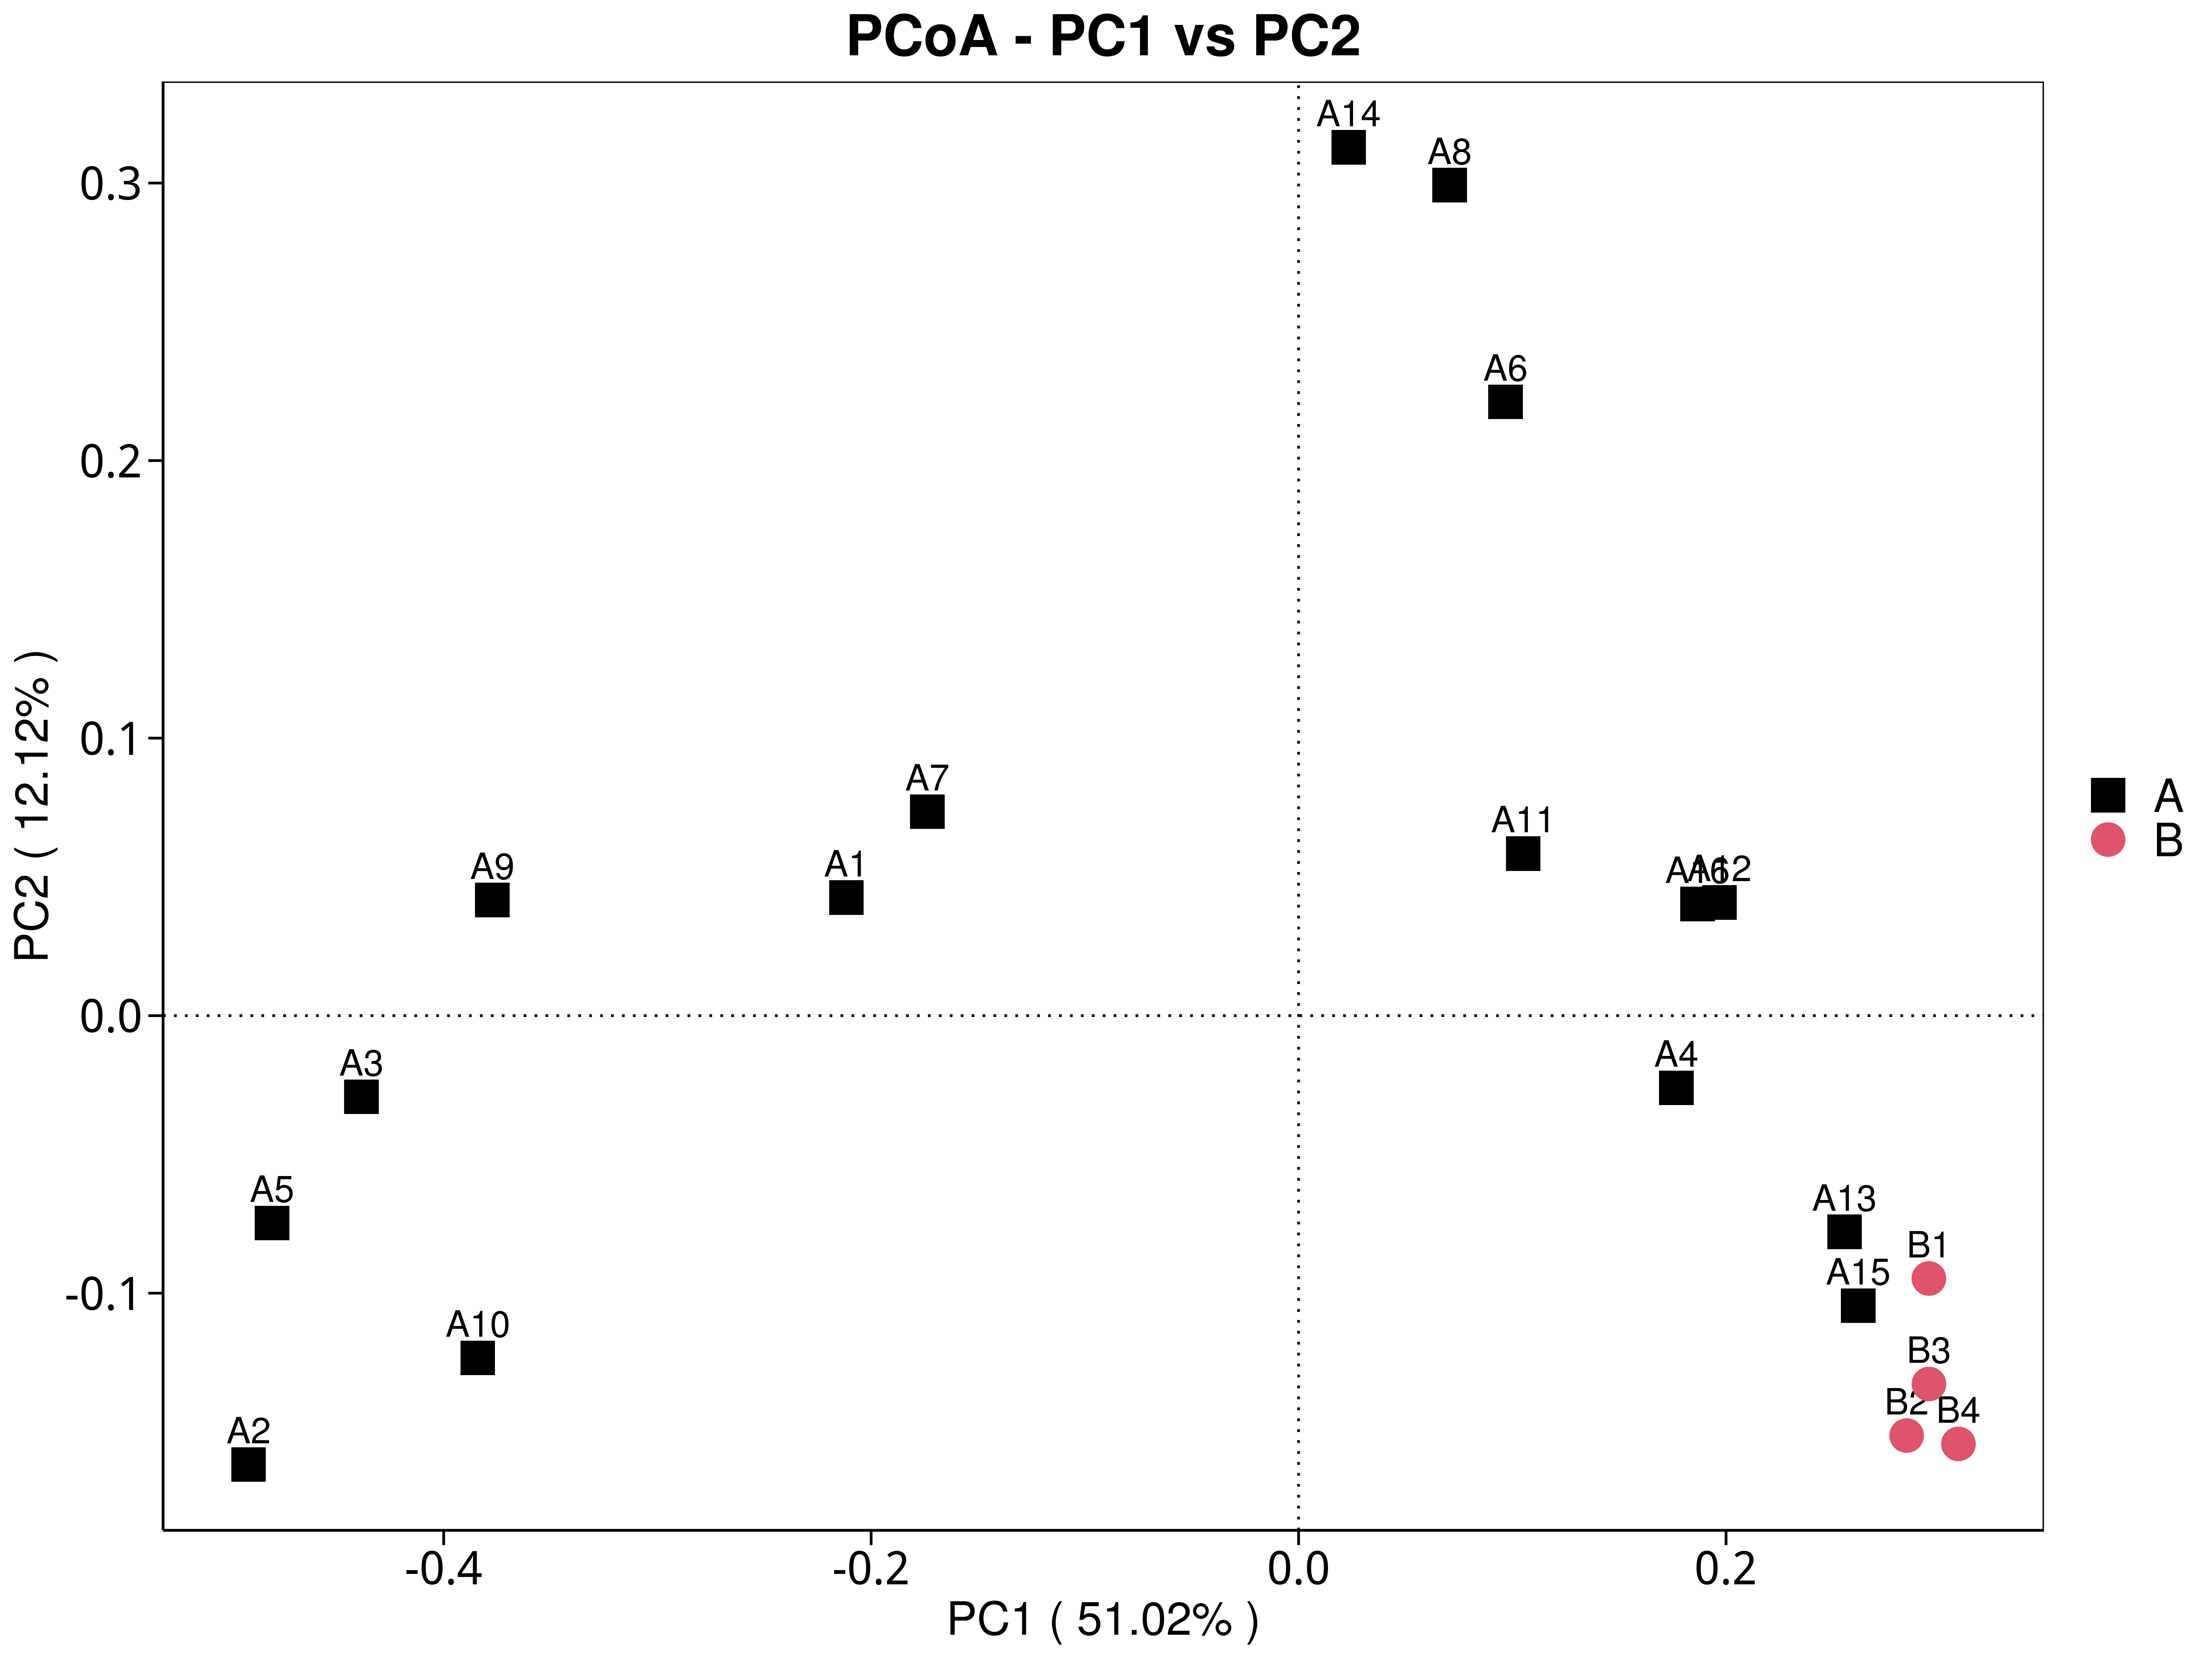 PCoA - PC1 vs PC2
A14
A8
0.3
A6
0.2
0.1
A7
A11
A9
A1
A16
A12
A
B
PC2 ( 12.12% )
0.0
A3
A4
A5
A13
B1
A15
-0.1
A10
B3
B2
B4
A2
-0.4
-0.2
0.0
0.2
PC1 ( 51.02% )